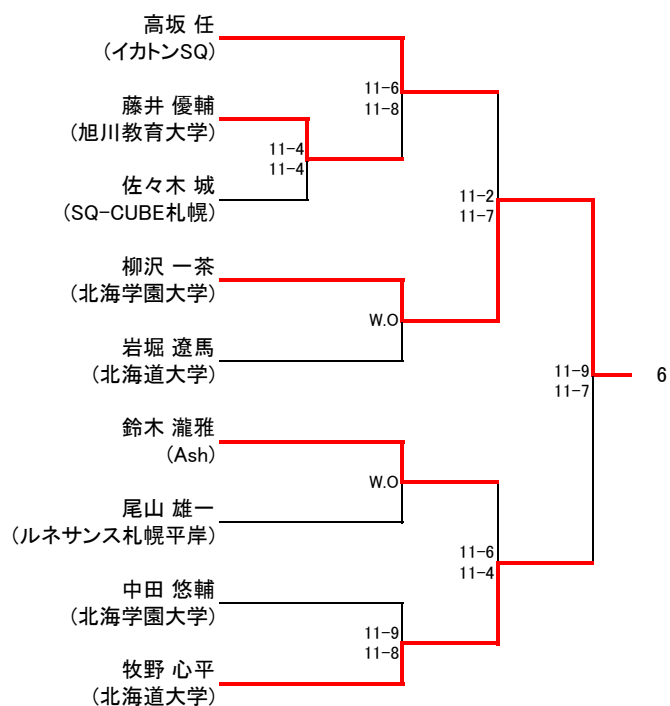 高坂 任
(イカトンSQ)
11-6
11-8
藤井 優輔
(旭川教育大学)
11-4
11-4
佐々木 城
(SQ-CUBE札幌)
11-2
11-7
柳沢 一茶
(北海学園大学)
W.O
岩堀 遼馬
(北海道大学)
11-9
11-7
6
鈴木 瀧雅
(Ash)
W.O
尾山 雄一
(ルネサンス札幌平岸)
11-6
11-4
中田 悠輔
(北海学園大学)
11-9
11-8
牧野 心平
(北海道大学)